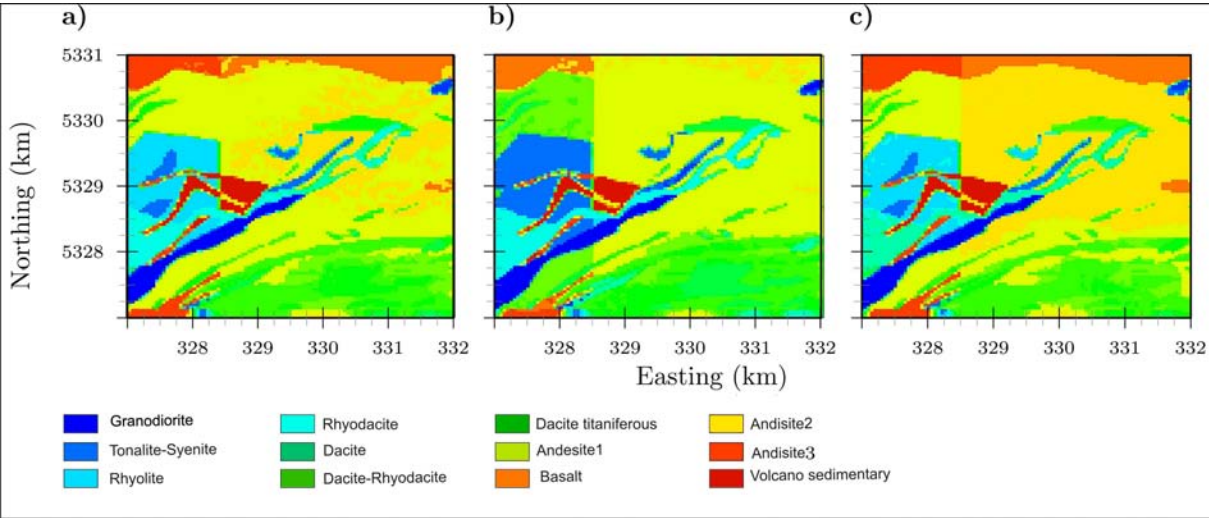 a) b) c)
5331
5330
5329
5328
Northing (km)
328 329 330 331 332 328 329 330 331 332 328 329 330 331 332
Easting (km)
Granodiorite Rhyodacite Dacite titaniferous Andisite2
Tonalite-Syenite Dacite Andesite1 Andisite3
Rhyolite Dacite-Rhyodacite Basalt Volcano sedimentary